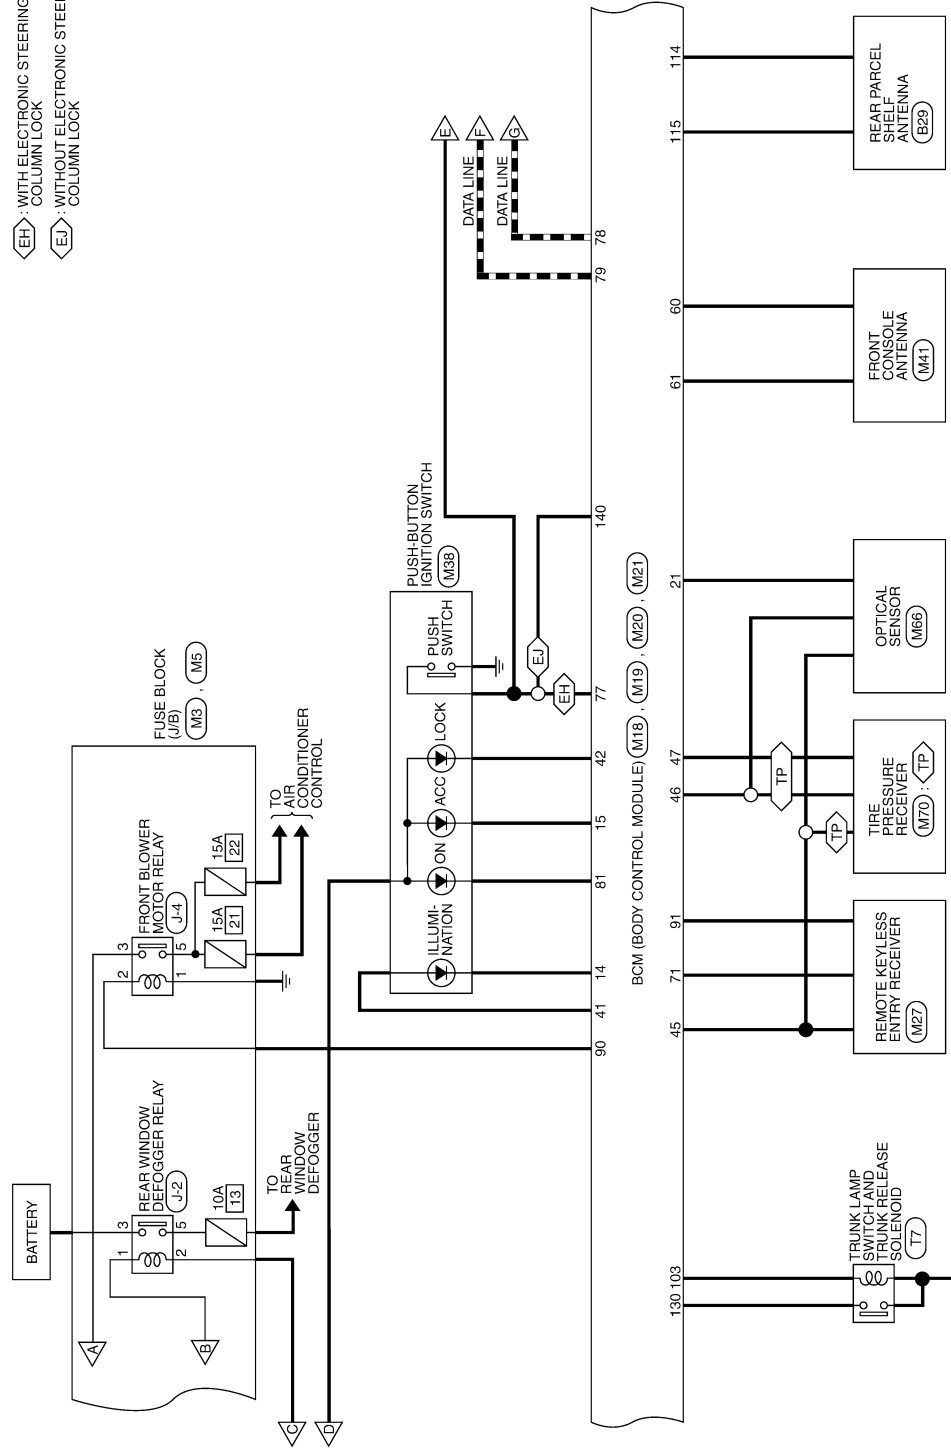 EH : WITH ELECTRONIC STEERING
COLUMN LOCK
EJ : WITHOUT ELECTRONIC
COLUMN LOCK
BATTERY
FUSE BLOCK
(J/B)
M3 , M5
A
B
REAR WINDOW
DEFOGGER RELAY
J-2
1
3
2
5
10A
13
TO
REAR
WINDOW
DEFOGGER
FRONT BLOWER
MOTOR RELAY
J-4
2
3
1
5
15A
21
15A
22
TO
AIR
CONDITIONER
CONTROL
C
D
E
F
G
DATA LINE
DATA LINE
PUSH-BUTTON
IGNITION SWITCH
M38
ILLUMI-
NATION
ON
ACC
LOCK
PUSH
SWITCH
EJ
EH
90
41
14
81
15
42
77
140
79
78
BCM (BODY CONTROL MODULE) M18 , M19 , M20 , M21
130
103
45
71
91
46
47
21
61
60
115
114
TP
TP
TRUNK LAMP
SWITCH AND
TRUNK RELEASE
SOLENOID
T7
REMOTE KEYLESS
ENTRY RECEIVER
M27
TIRE
PRESSURE
RECEIVER
M70 : TP
OPTICAL
SENSOR
M66
FRONT
CONSOLE
ANTENNA
M41
REAR PARCEL
SHELF
ANTENNA
B29